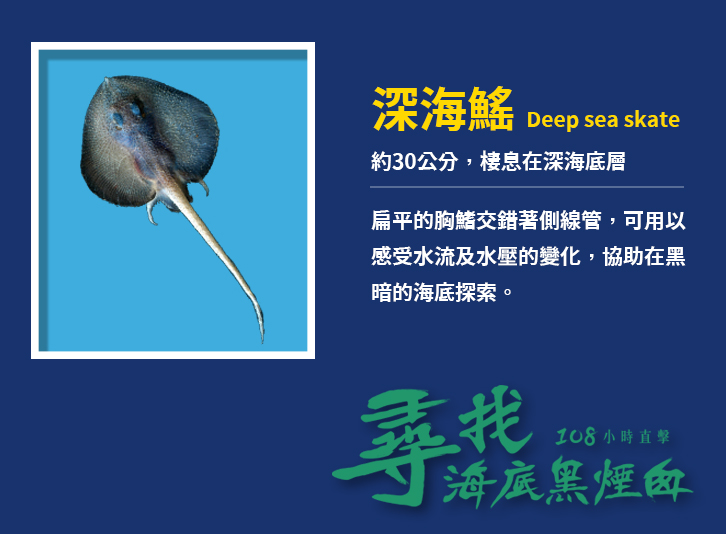 深海鰩 Deep sea skate
約30公分，棲息在深海底層
扁平的胸鰭交錯著側線管，可用以
感受水流及水壓的變化，協助在黑
暗的海底探索。
尋找 108小時直擊
海底黑煙囪